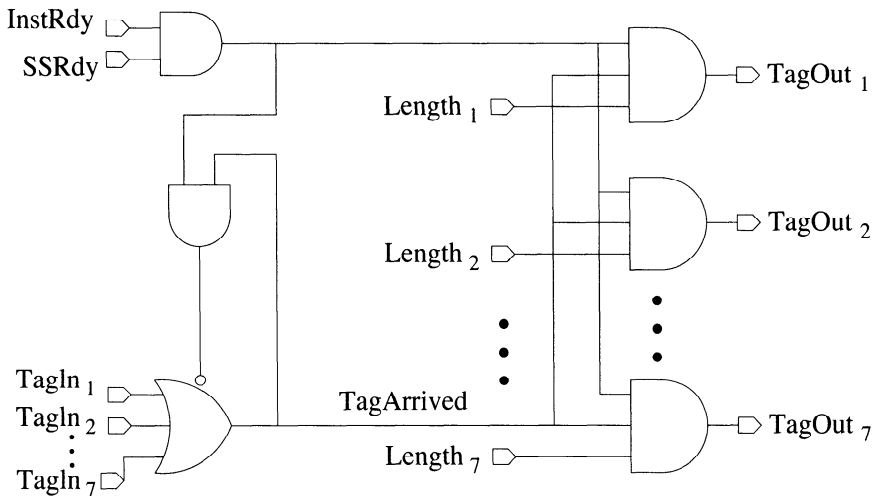 InstRdy
SSRdy
TagOut 1
Length 1
TagOut 2
Length 2
TagIn 1
TagIn 2
TagIn 7
TagArrived
TagOut 7
Length 7